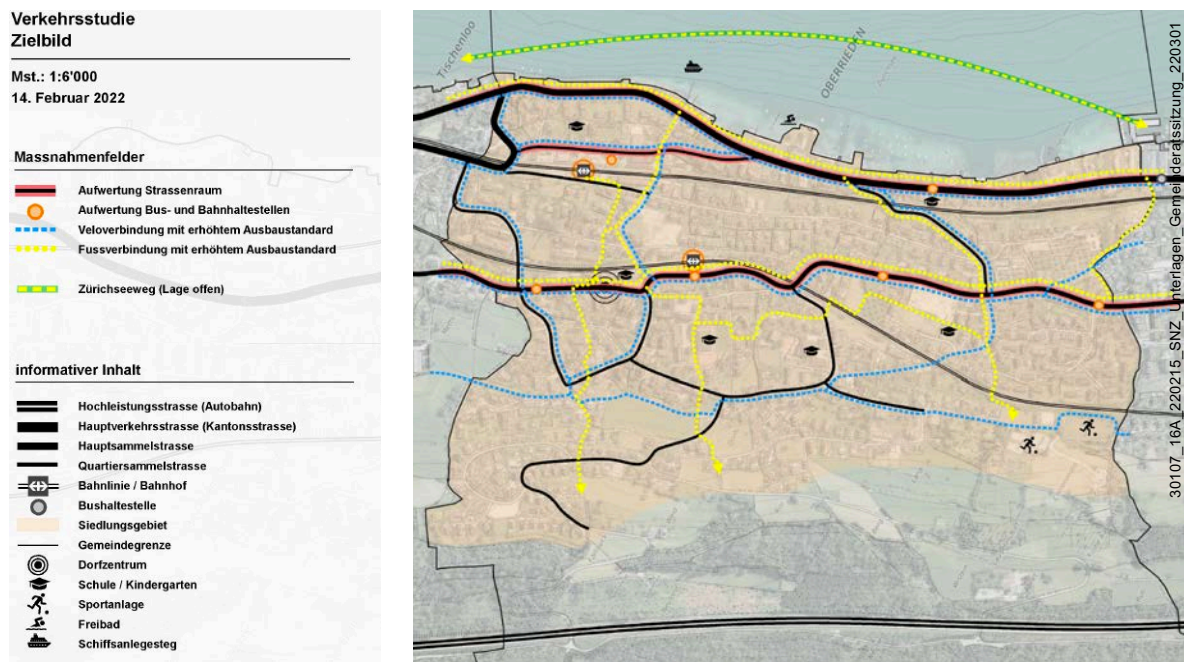 Verkehrsstudie
Zielbild
Mst.: 1:6'000
14. Februar 2022
Massnahmenfelder
Aufwertung Strassenraum
Aufwertung Bus- und Bahnhaltestellen
Veloverbindung mit erhöhtem Ausbaustandard
Fussverbindung mit erhöhtem Ausbaustandard
Zürichseeweg (Lage offen)
informativer Inhalt
Hochleistungsstrasse (Autobahn)
Hauptverkehrsstrasse (Kantonsstrasse)
Hauptsammelstrasse
Quartiersammelstrasse
Bahnlinie / Bahnhof
Bushaltestelle
Siedlungsgebiet
Gemeindegrenze
Dorfzentrum
Schule / Kindergarten
Sportanlage
Freibad
Schiffsanlegesteg
Tischenloo
OBERRIEDEN
30107_16A_220215_SNZ_Unterlagen_Gemeinderatssitzung_220301